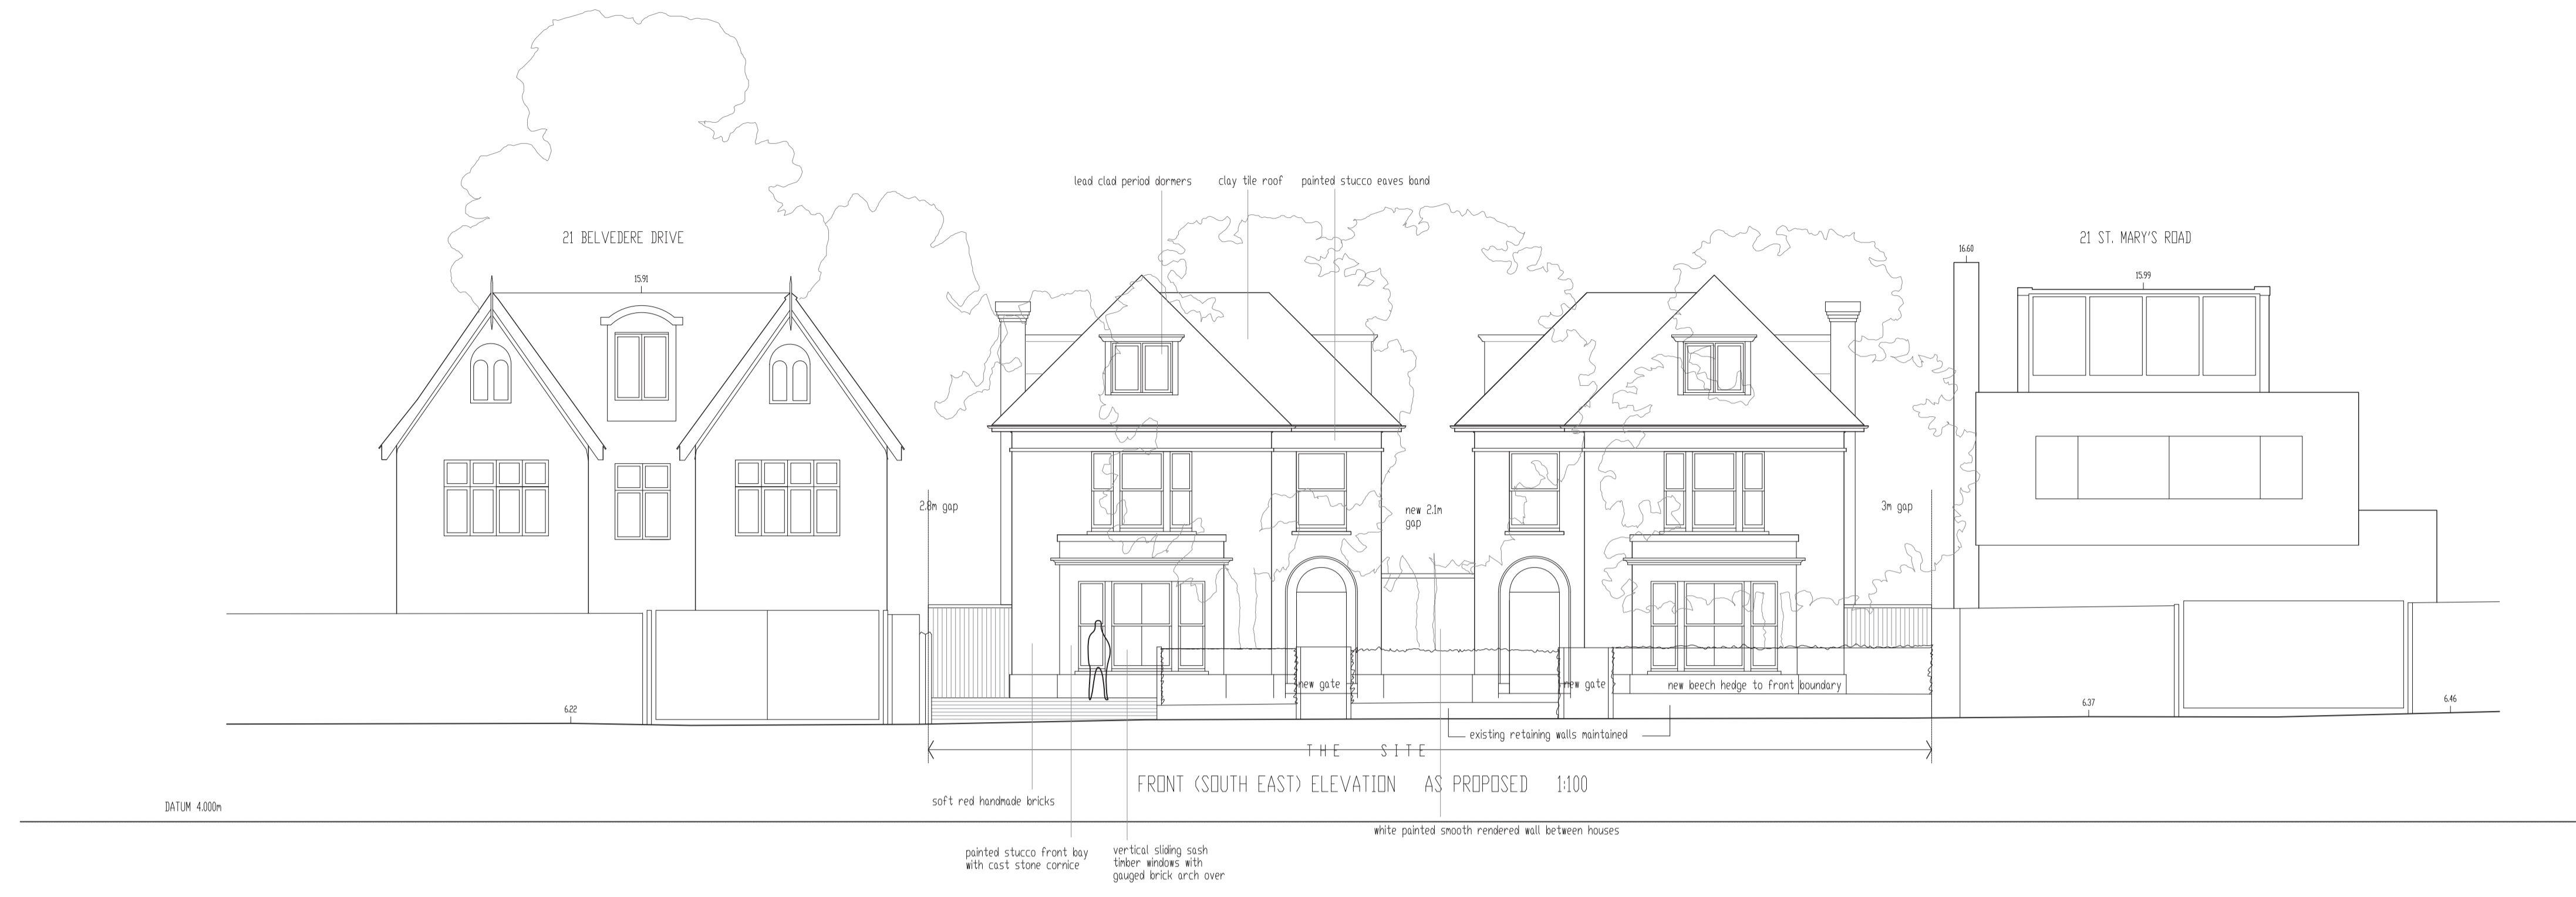 lead clad period dormers
clay tile roof
painted stucco eaves band
21 BELVEDERE DRIVE
21 ST. MARY'S ROAD
16.60
15.91
15.99
2.8m gap
new 2.1m
gap
3m gap
new gate
new gate
new beech hedge to front boundary
6.22
6.37
6.46
existing retaining walls maintained
THE SITE
FRONT (SOUTH EAST) ELEVATION AS PROPOSED 1:100
soft red handmade bricks
DATUM 4.000m
white painted smooth rendered wall between houses
painted stucco front bay
with cast stone cornice
vertical sliding sash
timber windows with
gauged brick arch over